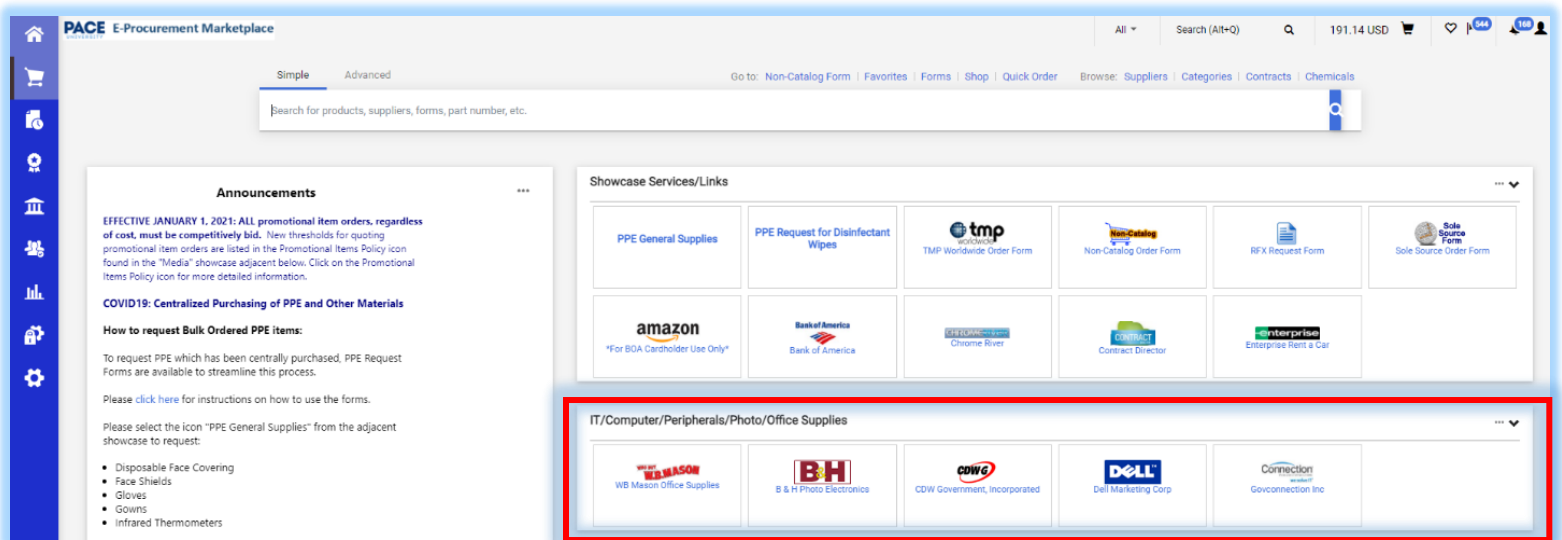 PACE UNIVERSITY E-Procurement Marketplace
All
Search (Alt+Q)
191.14 USD
544
168
Simple Advanced
Go to: Non-Catalog Form | Favorites | Forms | Shop | Quick Order Browse: Suppliers | Categories | Contracts | Chemicals
Search for products, suppliers, forms, part number, etc.
Announcements
EFFECTIVE JANUARY 1, 2021: ALL promotional item orders, regardless
of cost, must be competitively bid. New thresholds for quoting
promotional item orders are listed in the Promotional Items Policy icon
found in the "Media" showcase adjacent below. Click on the Promotional
Items Policy icon for more detailed information.
COVID19: Centralized Purchasing of PPE and Other Materials
How to request Bulk Ordered PPE items:
To request PPE which has been centrally purchased, PPE Request
Forms are available to streamline this process.
Please click here for instructions on how to use the forms.
Please select the icon "PPE General Supplies" from the adjacent
showcase to request:
• Disposable Face Covering
• Face Shields
• Gloves
• Gowns
• Infrared Thermometers
Showcase Services/Links
PPE General Supplies
PPE Request for Disinfectant
Wipes
tmp
worldwide
TMP Worldwide Order Form
Non-Catalog
Non-Catalog Order Form
RFX Request Form
Sole
Source
Form
Sole Source Order Form
amazon
*For BOA Cardholder Use Only*
Bank of America
Bank of America
CHROME
Chrome River
CONTRACT
Contract Director
enterprise
Enterprise Rent a Car
IT/Computer/Peripherals/Photo/Office Supplies
WHO BUT
W.B. MASON
WB Mason Office Supplies
B&H
B & H Photo Electronics
CDWG
CDW Government, Incorporated
DELL
Dell Marketing Corp
Connection
we solve IT
Govconnection Inc